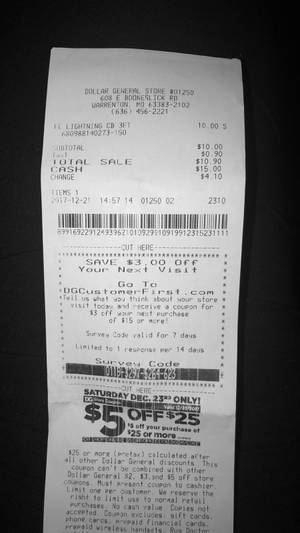 DOLLAR GENERAL STORE #01250
608 E BOONESLICK RD
WARRENTON, MO 63383-2102
(636) 456-2221
TE LIGHTNING CB 3FT 10.00 S
680988140273-150
SUBTOTAL $10.00
Tax1 $0.90
TOTAL SALE $10.90
CASH $15.00
CHANGE $4.10
ITEMS 1
2017-12-21 14:57 14 01250 02 2310
CUT HERE
SAVE $3.00 Off
Your Next Visit
Go To
DGCustomerFirst.com
Tell us what you think about your store
visit today and receive a coupon for
$3 off your next purchase
of $15 or more!
Survey Code valid for 7 days
Limited to 1 response per 14 days
Survey Code
CUT HERE
SATURDAY DEC. 23RD ONLY!
$5 OFF $25
$5 off your purchase of
$25 or more
$25 or more (pretax) calculated after
all other Dollar General discounts. This
coupon can't be combined with other
Dollar General $2, $3, and $5 off store
coupons. Must present coupon to cashier.
Limit one per customer. We reserve the
right to limit use to normal retail
purchases. No cash value. Copies not
accepted. Coupon excludes: gift cards,
phone cards, prepaid financial cards,
prepaid wireless handsets, Rug Doctor